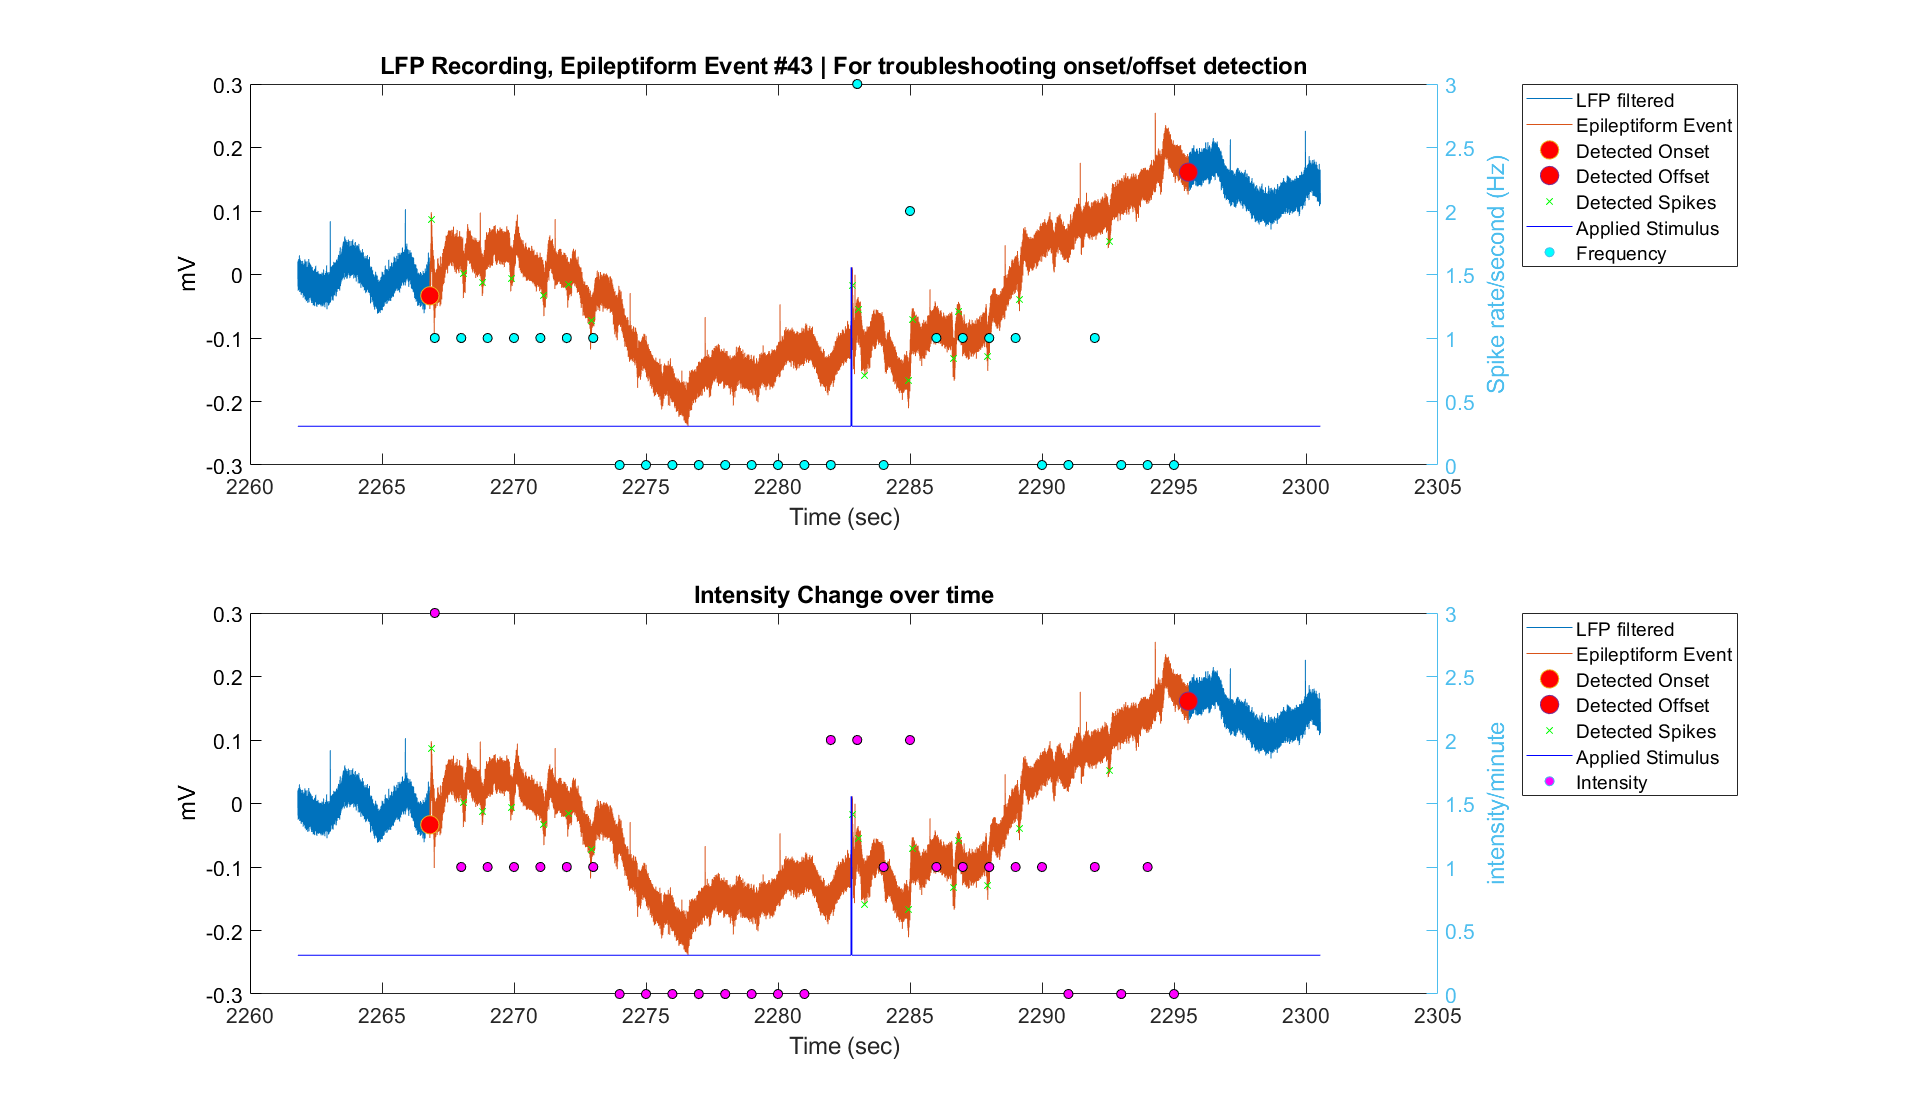 LFP Recording, Epileptiform Event #43 | For troubleshooting onset/offset detection
0.3
0.2
0.1
0
-0.1
-0.2
-0.3
mV
3
2.5
2
1.5
1
0.5
0
Spike rate/second (Hz)
2260 2265 2270 2275 2280 2285 2290 2295 2300 2305
Time (sec)
LFP filtered
Epileptiform Event
Detected Onset
Detected Offset
Detected Spikes
Applied Stimulus
Frequency
Intensity Change over time
0.3
0.2
0.1
0
-0.1
-0.2
-0.3
mV
3
2.5
2
1.5
1
0.5
0
intensity/minute
2260 2265 2270 2275 2280 2285 2290 2295 2300 2305
Time (sec)
LFP filtered
Epileptiform Event
Detected Onset
Detected Offset
Detected Spikes
Applied Stimulus
Intensity